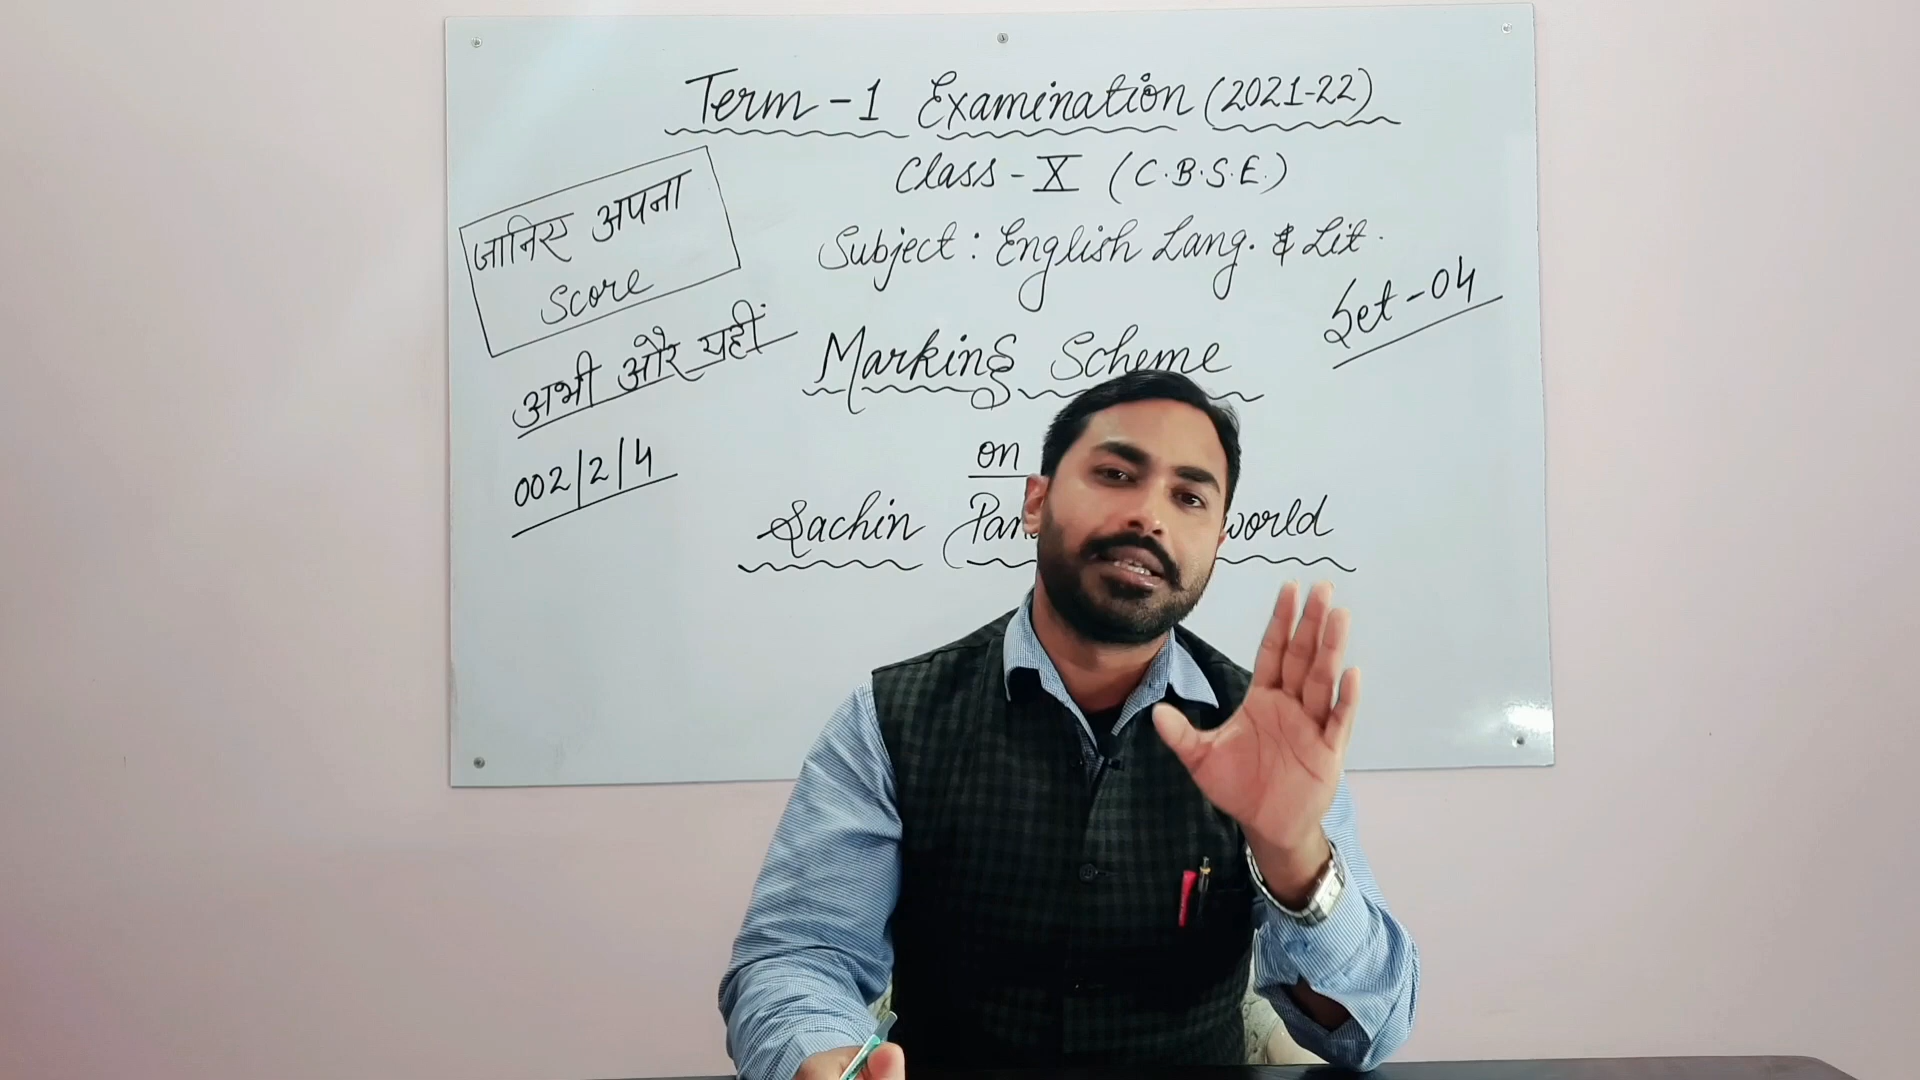 Term - 1 Examination (2021-22)
Class - X (C.B.S.E.)
Subject : English Lang. & Lit.
जानिए अपना
Score
अभी और यहीं
002/2/4
Set - 04
Marking Scheme
on
Sachin world